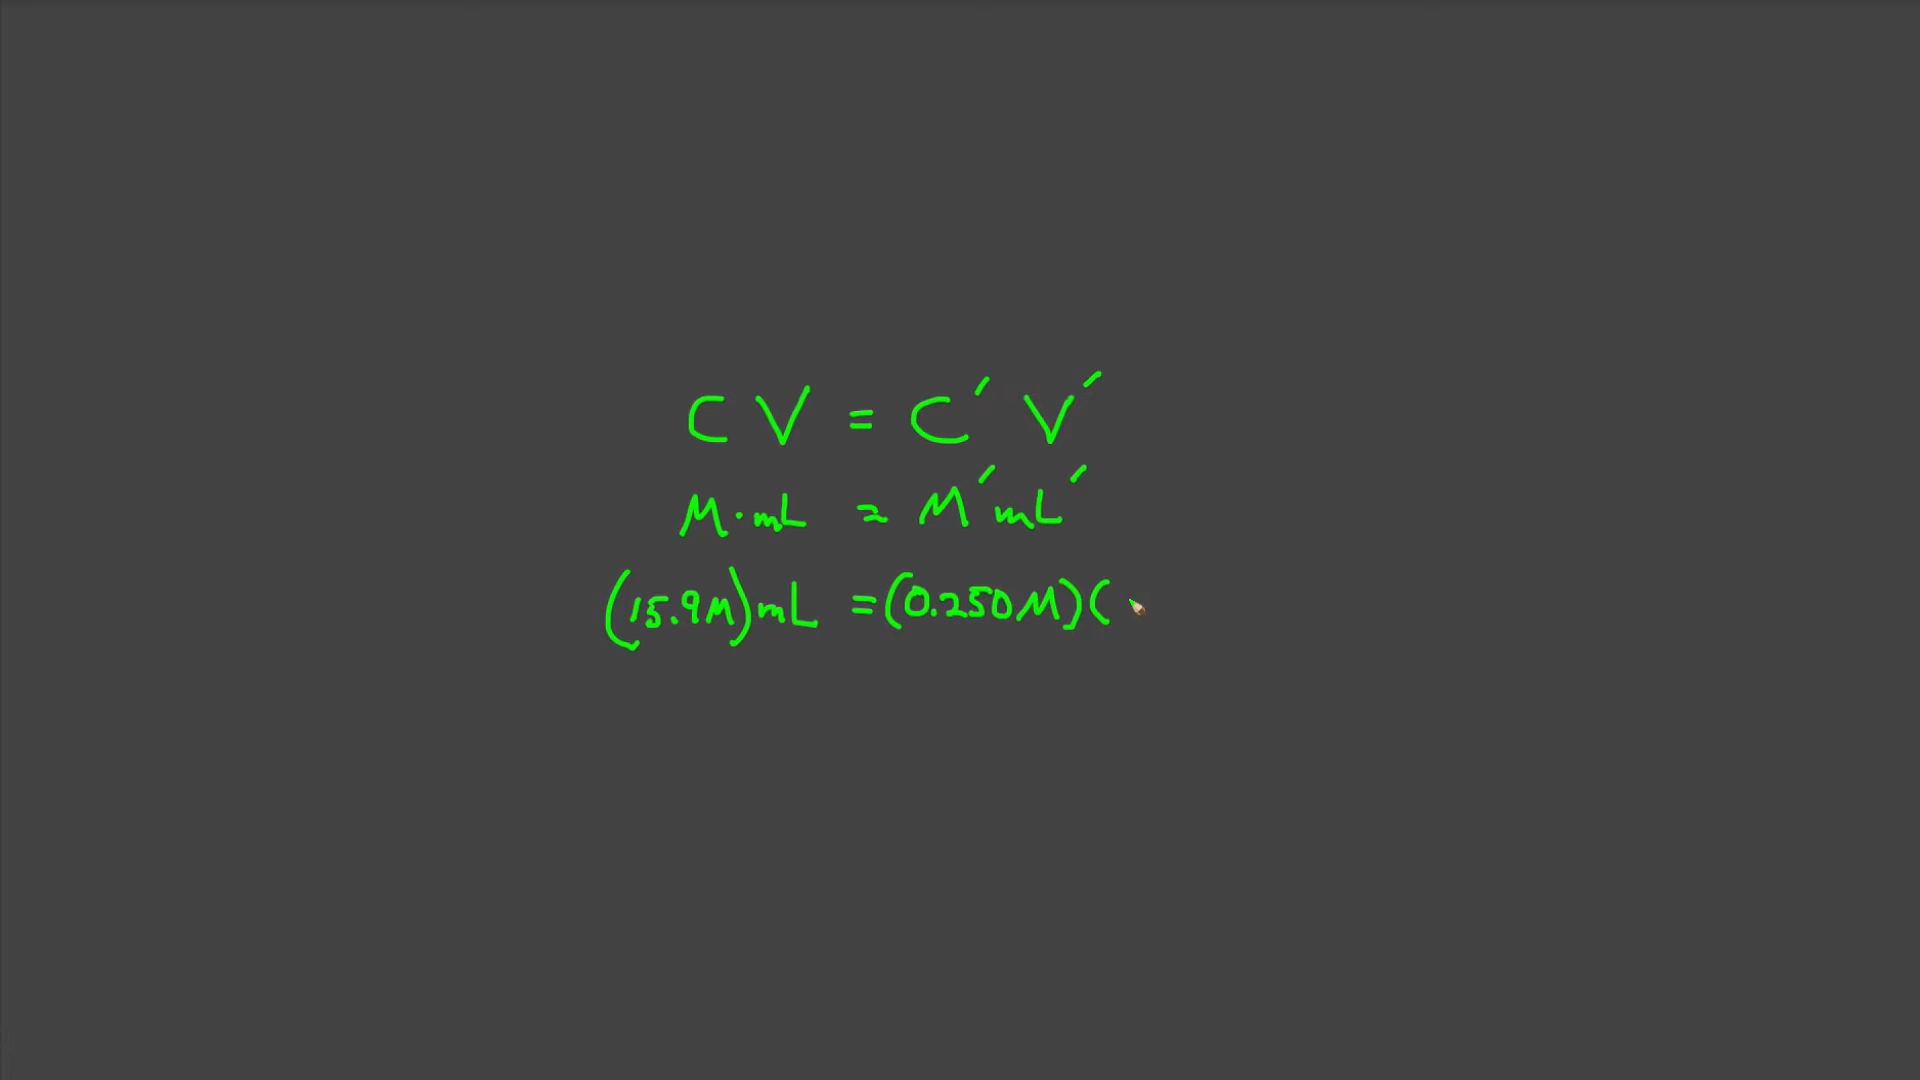 C V = C′ V′
M · mL = M′ mL′
(15.9M) mL = (0.250M)(